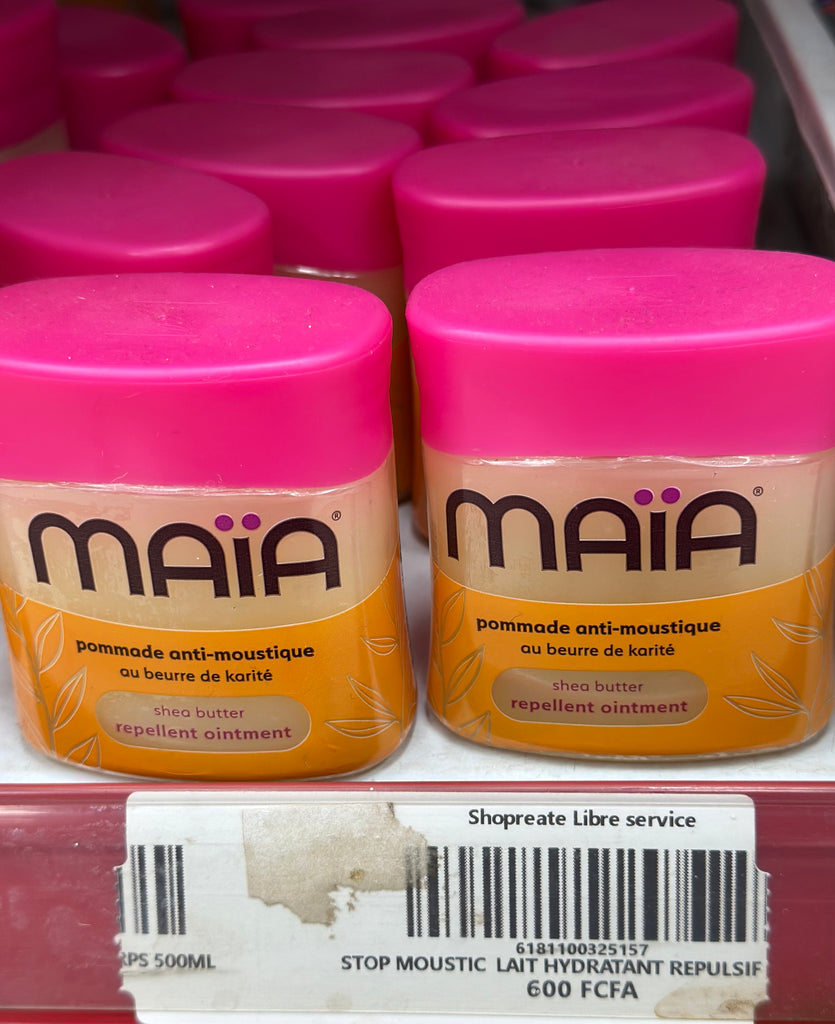 MAÏA®
pommade anti-moustique
au beurre de karité
shea butter
repellent ointment
MAÏA®
pommade anti-moustique
au beurre de karité
shea butter
repellent ointment
Shopreate Libre service
6181100325157
RPS 500ML
STOP MOUSTIC LAIT HYDRATANT REPULSIF
600 FCFA